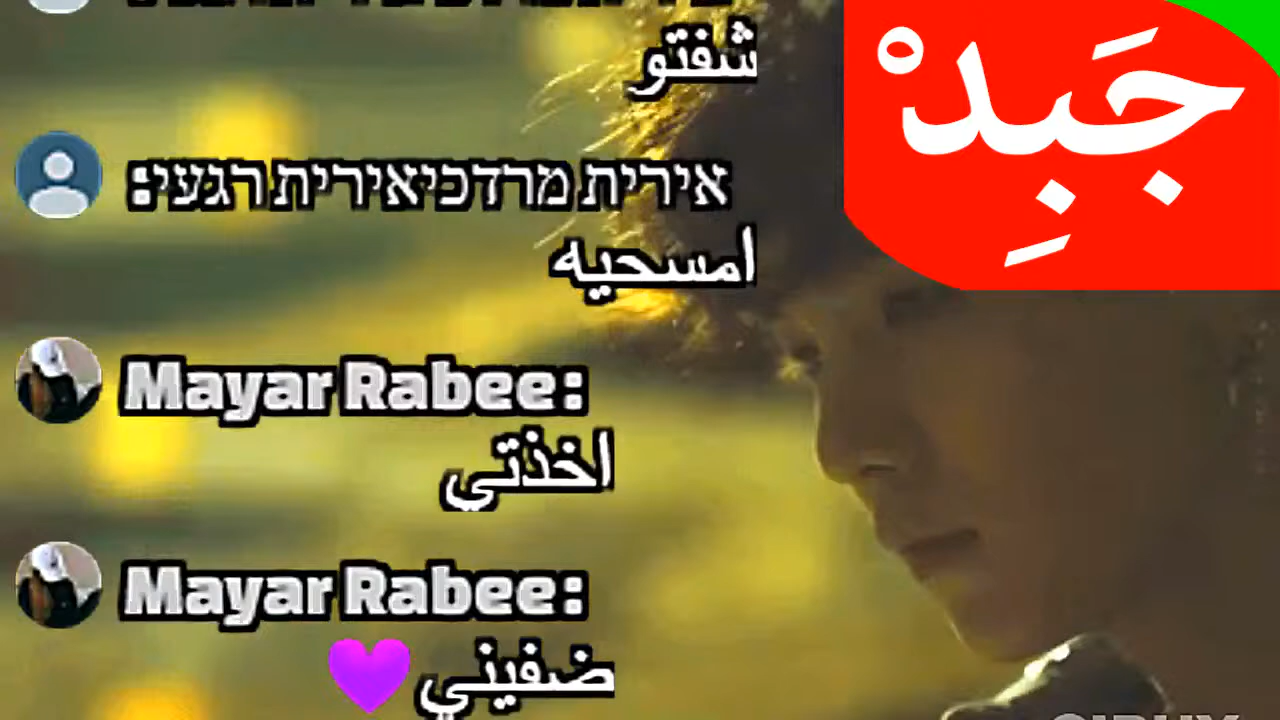 شفتو
אירית מרדכיאירית רגעי:
امسحيه
Mayar Rabee:
اخذتي
Mayar Rabee:
ضفيني 💜
جَبِدْ